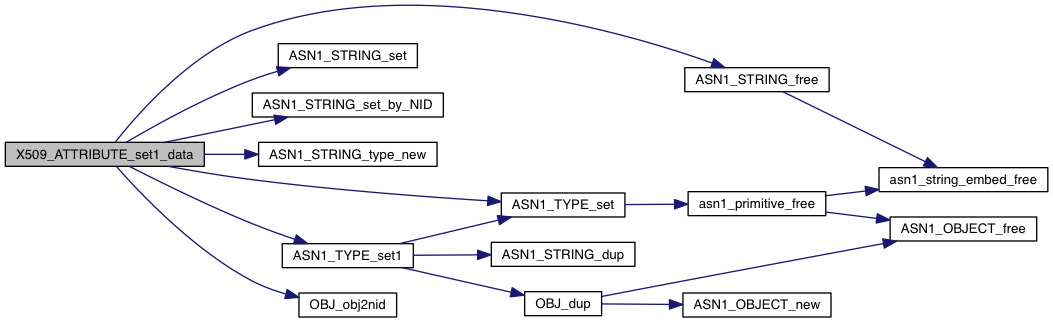 X509_ATTRIBUTE_set1_data
ASN1_STRING_set
ASN1_STRING_set_by_NID
ASN1_STRING_type_new
ASN1_TYPE_set1
OBJ_obj2nid
ASN1_TYPE_set
ASN1_STRING_dup
OBJ_dup
ASN1_STRING_free
asn1_primitive_free
ASN1_OBJECT_new
asn1_string_embed_free
ASN1_OBJECT_free